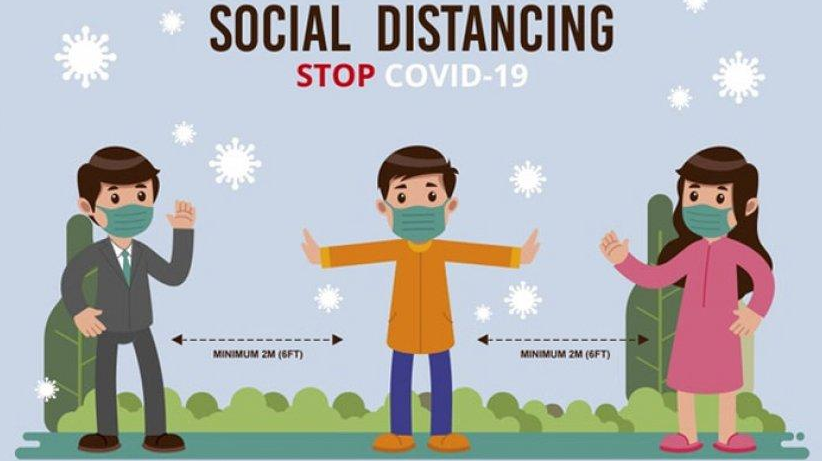 SOCIAL DISTANCING
STOP COVID-19
MINIMUM 2M (6FT)
MINIMUM 2M (6FT)